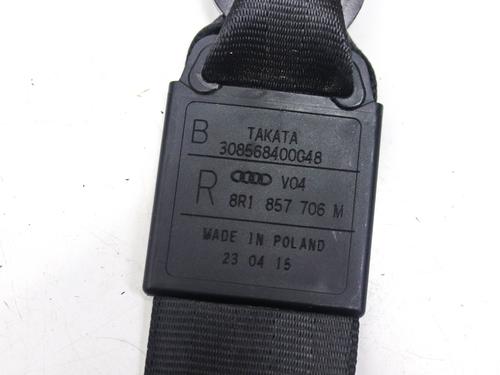 B TAKATA
308568400G48
R V04
8R1 857 706 M
MADE IN POLAND
23 04 15